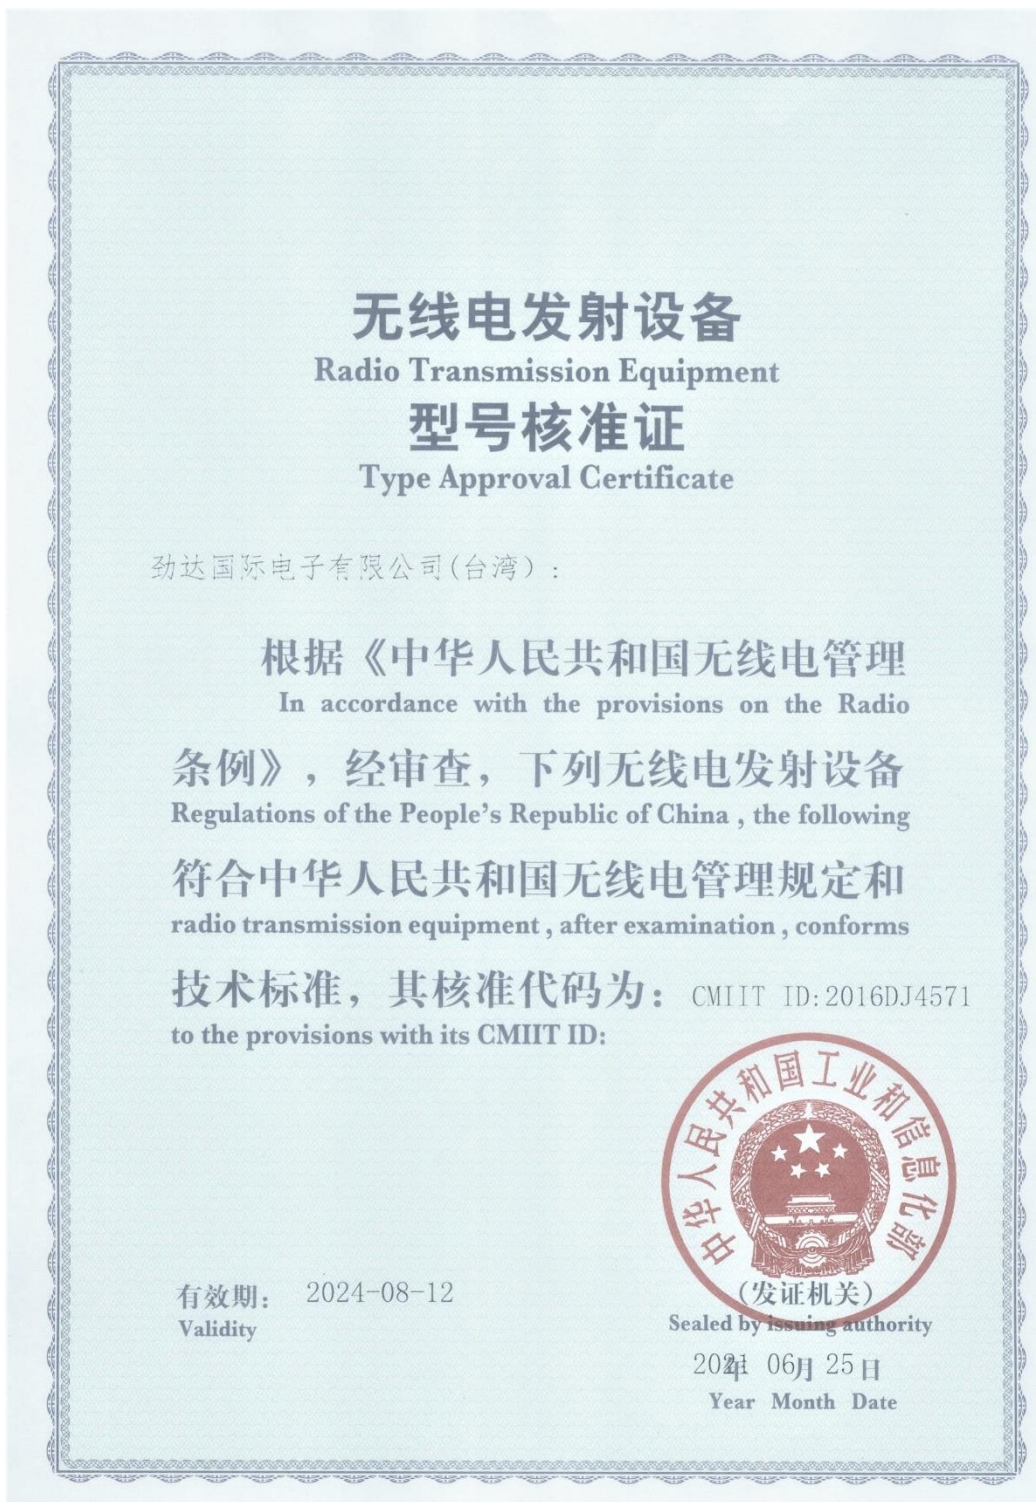 无线电发射设备
Radio Transmission Equipment
型号核准证
Type Approval Certificate
劲达国际电子有限公司(台湾）:
根据《中华人民共和国无线电管理
In accordance with the provisions on the Radio
条例》，经审查，下列无线电发射设备
Regulations of the People's Republic of China , the following
符合中华人民共和国无线电管理规定和
radio transmission equipment , after examination , conforms
技术标准，其核准代码为：CMIIT ID:2016DJ4571
to the provisions with its CMIIT ID:
中华人民共和国工业和信息化部
有效期： 2024-08-12
Validity
（发证机关）
Sealed by issuing authority
2021年 06月 25日
Year Month Date